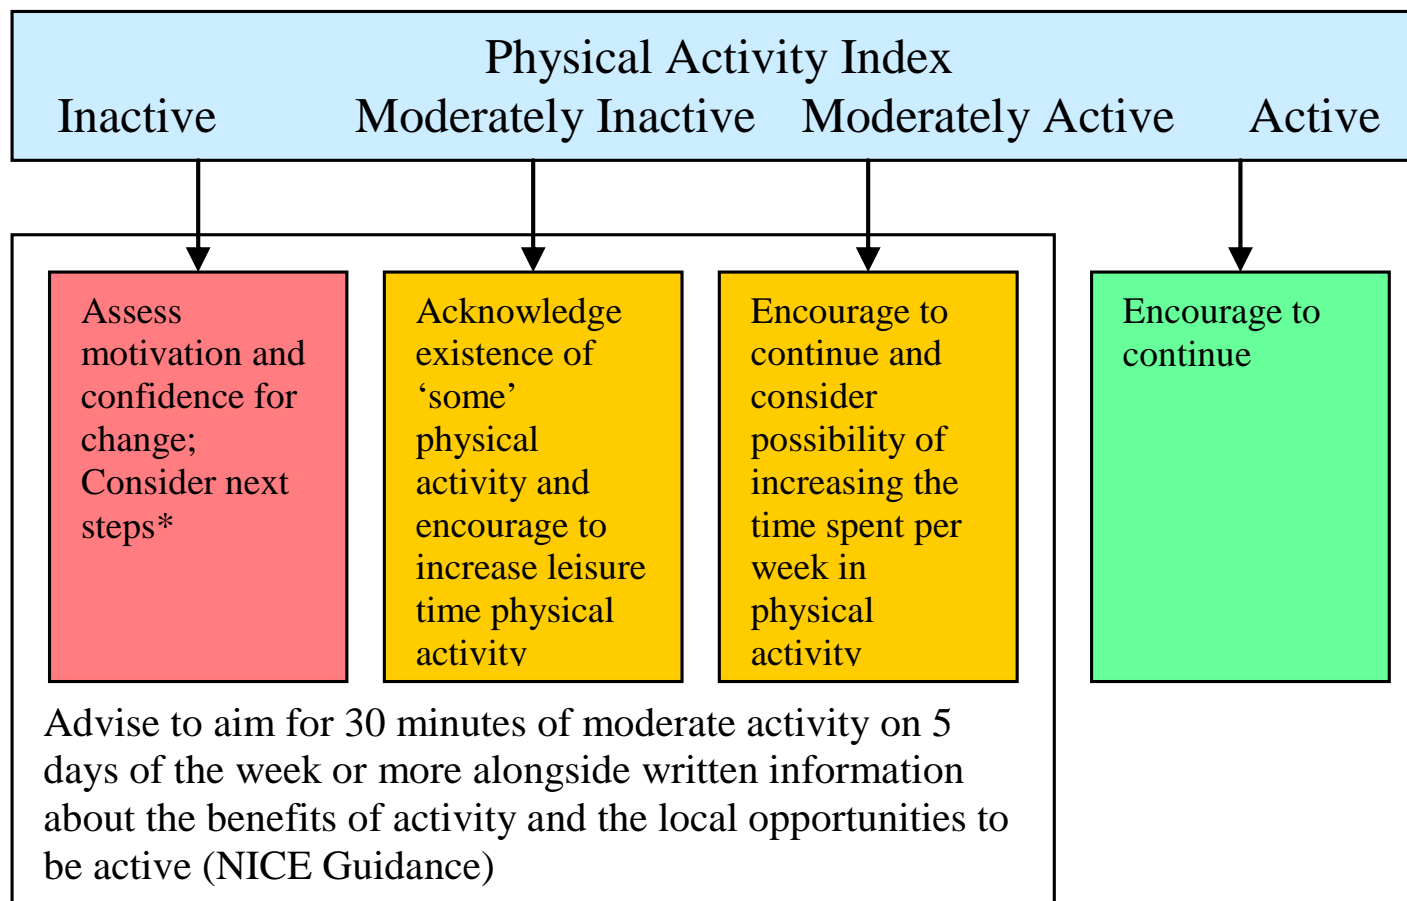 Physical Activity Index
Inactive Moderately Inactive Moderately Active Active
Assess
motivation and
confidence for
change;
Consider next
steps*
Acknowledge
existence of
‘some’
physical
activity and
encourage to
increase leisure
time physical
activity
Encourage to
continue and
consider
possibility of
increasing the
time spent per
week in
physical
activity
Encourage to
continue
Advise to aim for 30 minutes of moderate activity on 5
days of the week or more alongside written information
about the benefits of activity and the local opportunities to
be active (NICE Guidance)